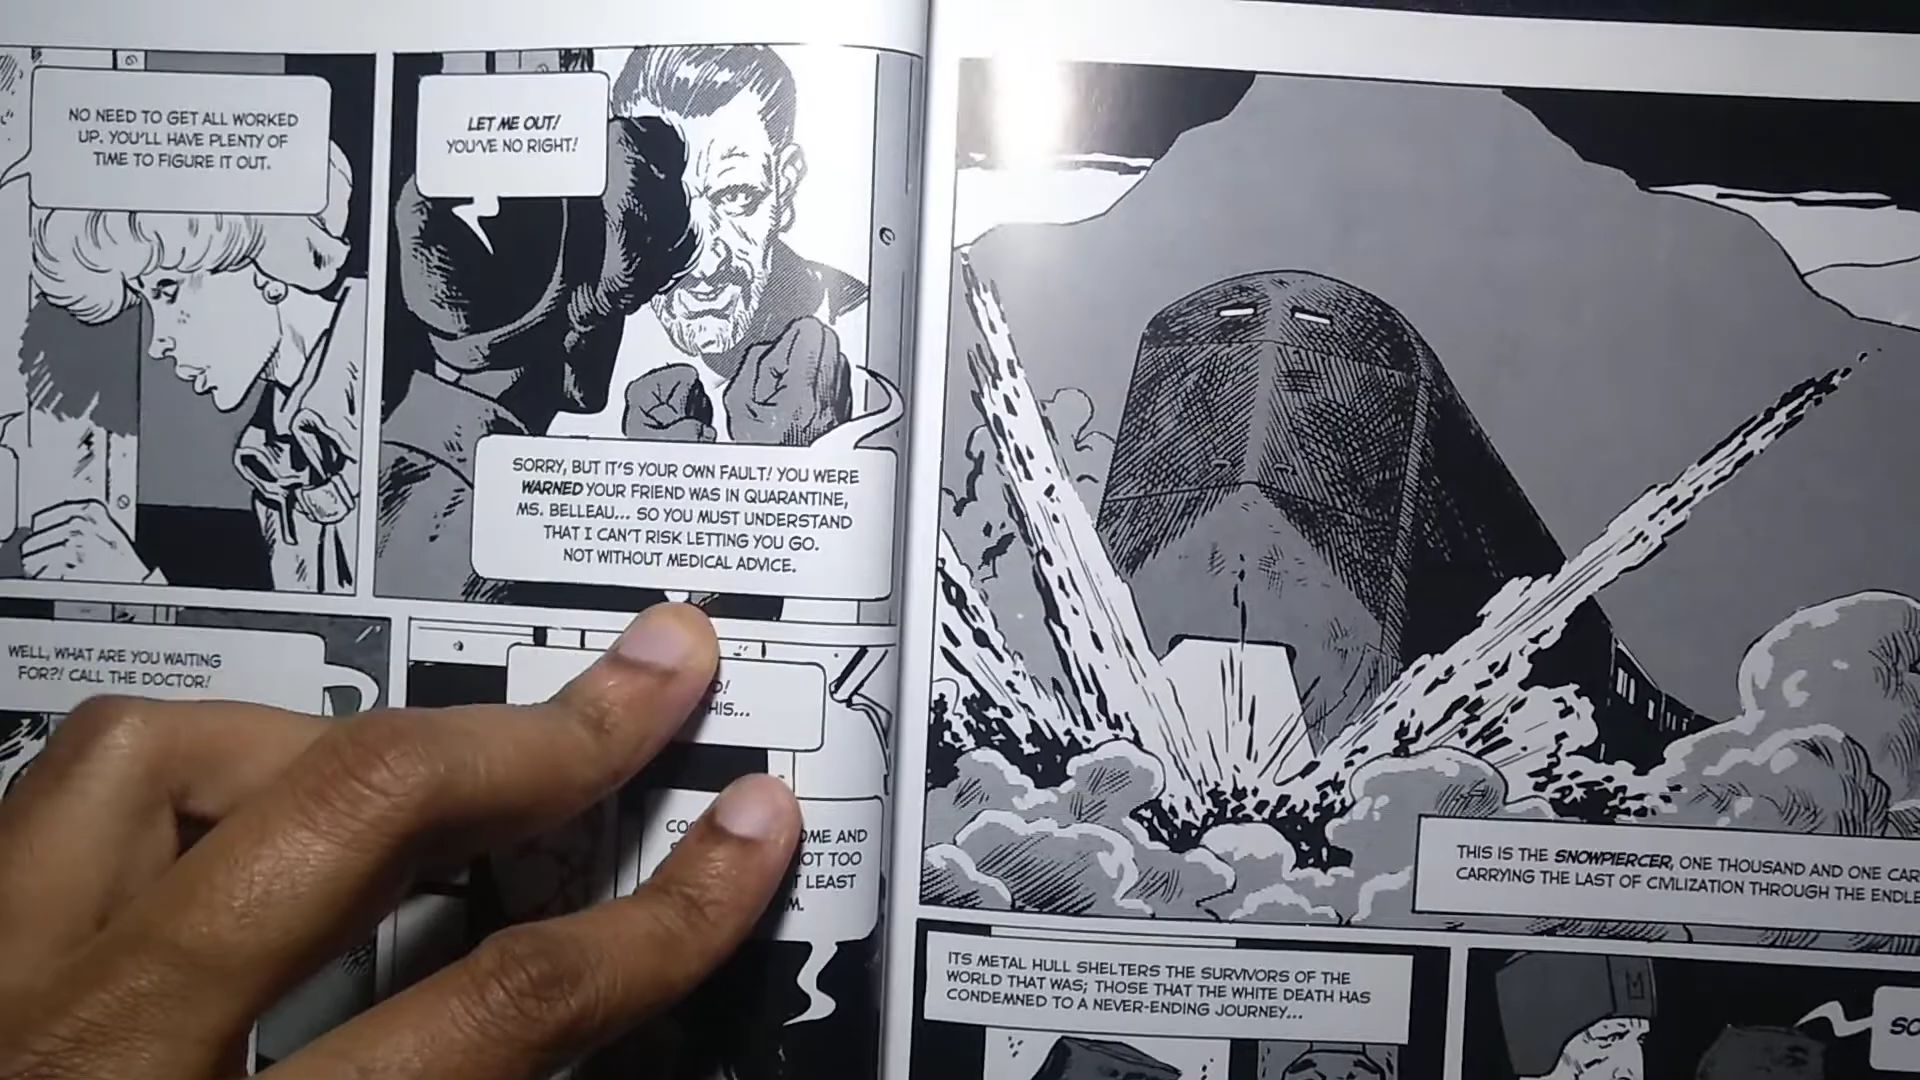 NO NEED TO GET ALL WORKED
UP. YOU'LL HAVE PLENTY OF
TIME TO FIGURE IT OUT.
LET ME OUT!
YOU'VE NO RIGHT!
SORRY, BUT IT'S YOUR OWN FAULT! YOU WERE
WARNED YOUR FRIEND WAS IN QUARANTINE,
MS. BELLEAU... SO YOU MUST UNDERSTAND
THAT I CAN'T RISK LETTING YOU GO.
NOT WITHOUT MEDICAL ADVICE.
WELL, WHAT ARE YOU WAITING
FOR?! CALL THE DOCTOR!
AND
TOO
LEAST
THIS IS THE SNOWPIERCER, ONE THOUSAND AND ONE
CARRYING THE LAST OF CIVILIZATION THROUGH THE
ITS METAL HULL SHELTERS THE SURVIVORS OF THE
WORLD THAT WAS; THOSE THAT THE WHITE DEATH HAS
CONDEMNED TO A NEVER-ENDING JOURNEY...
M